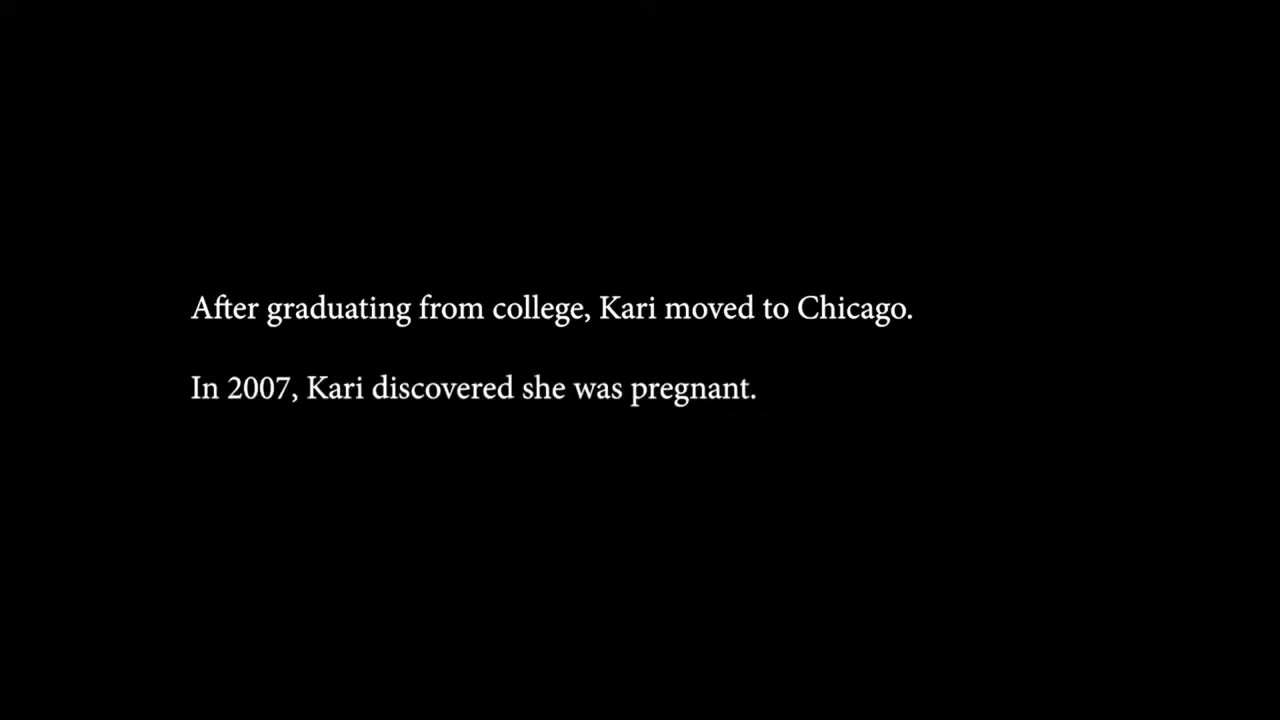 After graduating from college, Kari moved to Chicago.
In 2007, Kari discovered she was pregnant.